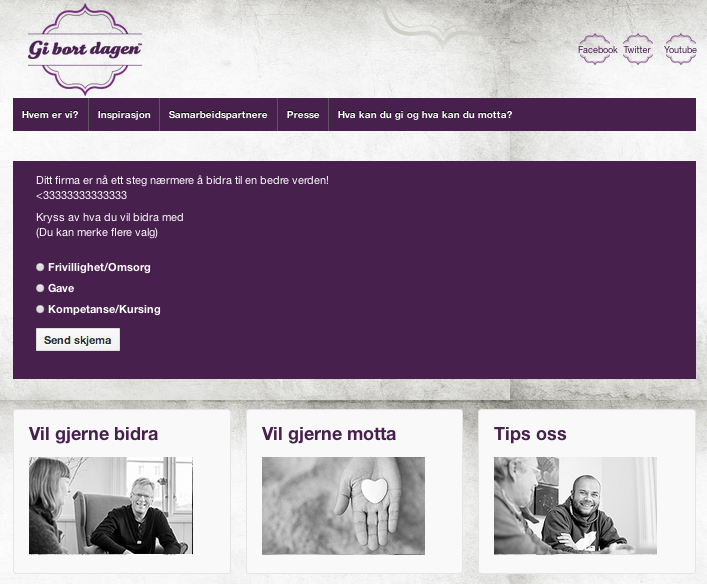 Gi bort dagen
Facebook Twitter Youtube
Hvem er vi? Inspirasjon Samarbeidspartnere Presse Hva kan du gi og hva kan du motta?
Ditt firma er nå ett steg nærmere å bidra til en bedre verden!
<33333333333333
Kryss av hva du vil bidra med
(Du kan merke flere valg)
Frivillighet/Omsorg
Gave
Kompetanse/Kursing
Send skjema
Vil gjerne bidra Vil gjerne motta Tips oss